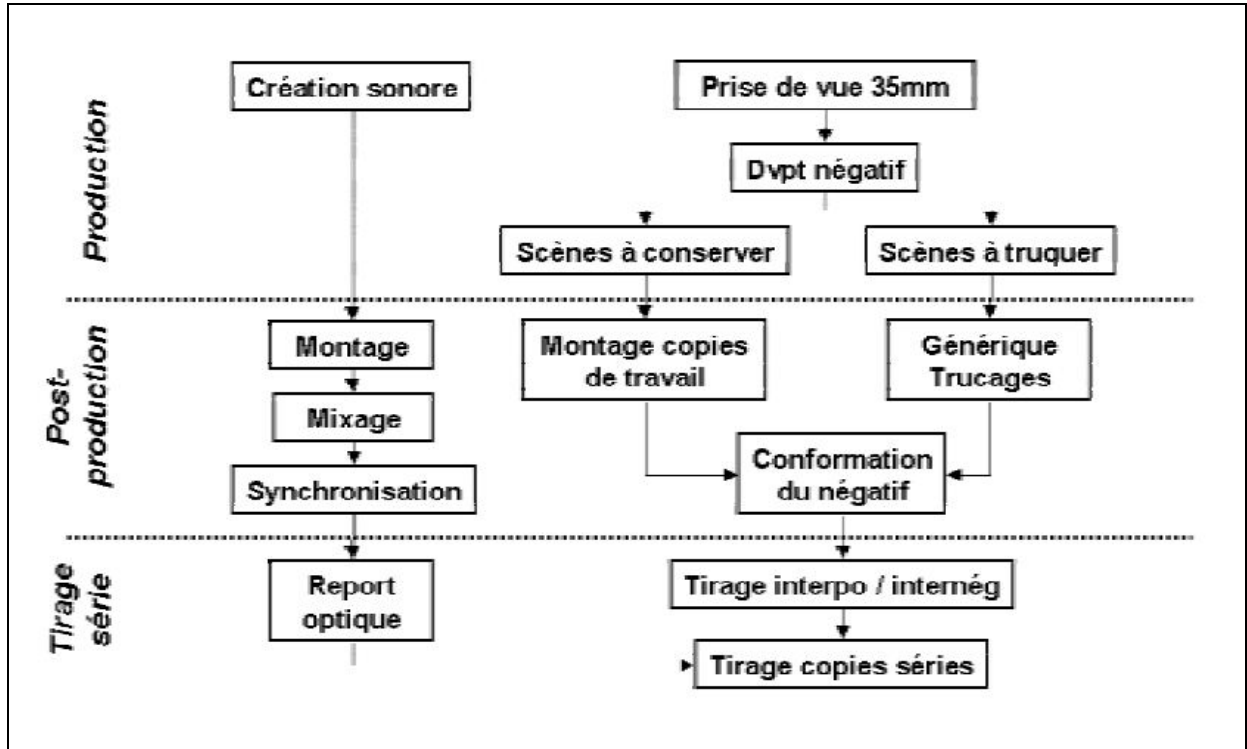 Production
Création sonore
Prise de vue 35mm
Dvpt négatif
Scènes à conserver
Scènes à truquer
Post-
production
Montage
Mixage
Synchronisation
Montage copies
de travail
Générique
Trucages
Conformation
du négatif
Tirage
série
Report
optique
Tirage interpo / internég
Tirage copies séries